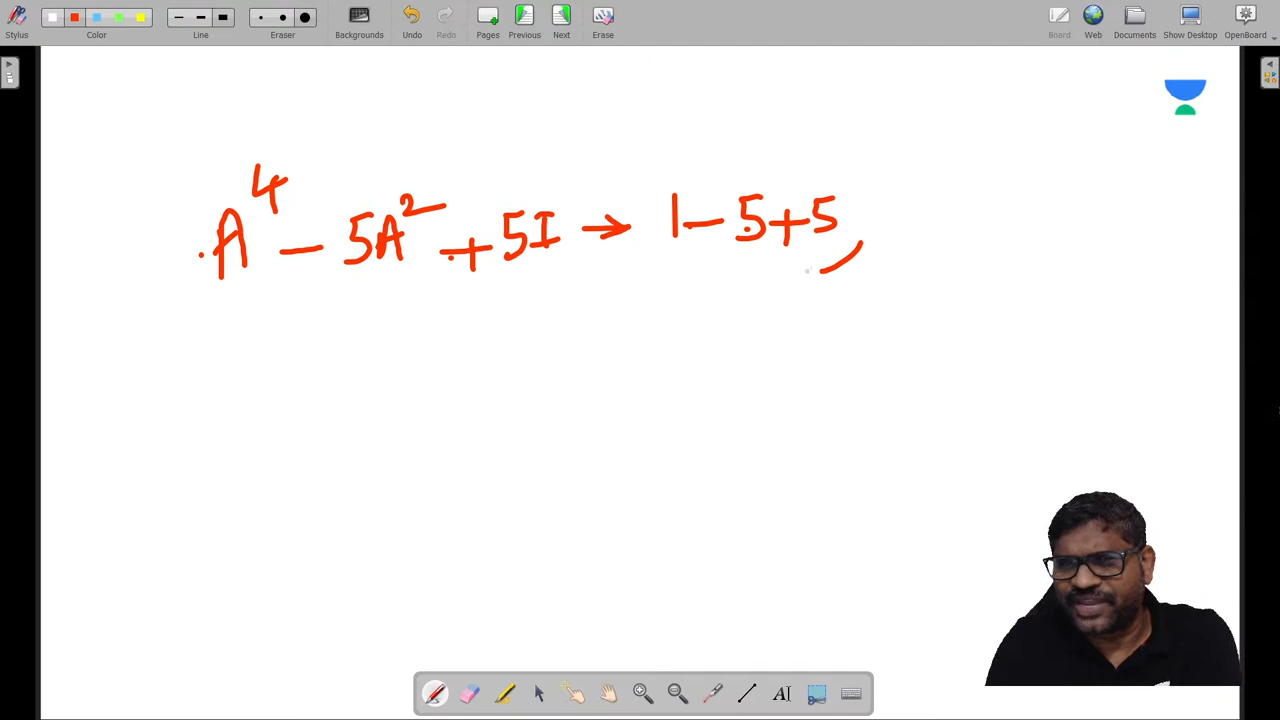 Stylus Color Line Eraser Backgrounds Undo Redo Pages Previous Next Erase Board Web Documents Show Desktop OpenBoard
A⁴ − 5A² + 5I → 1 − 5 + 5,
AI